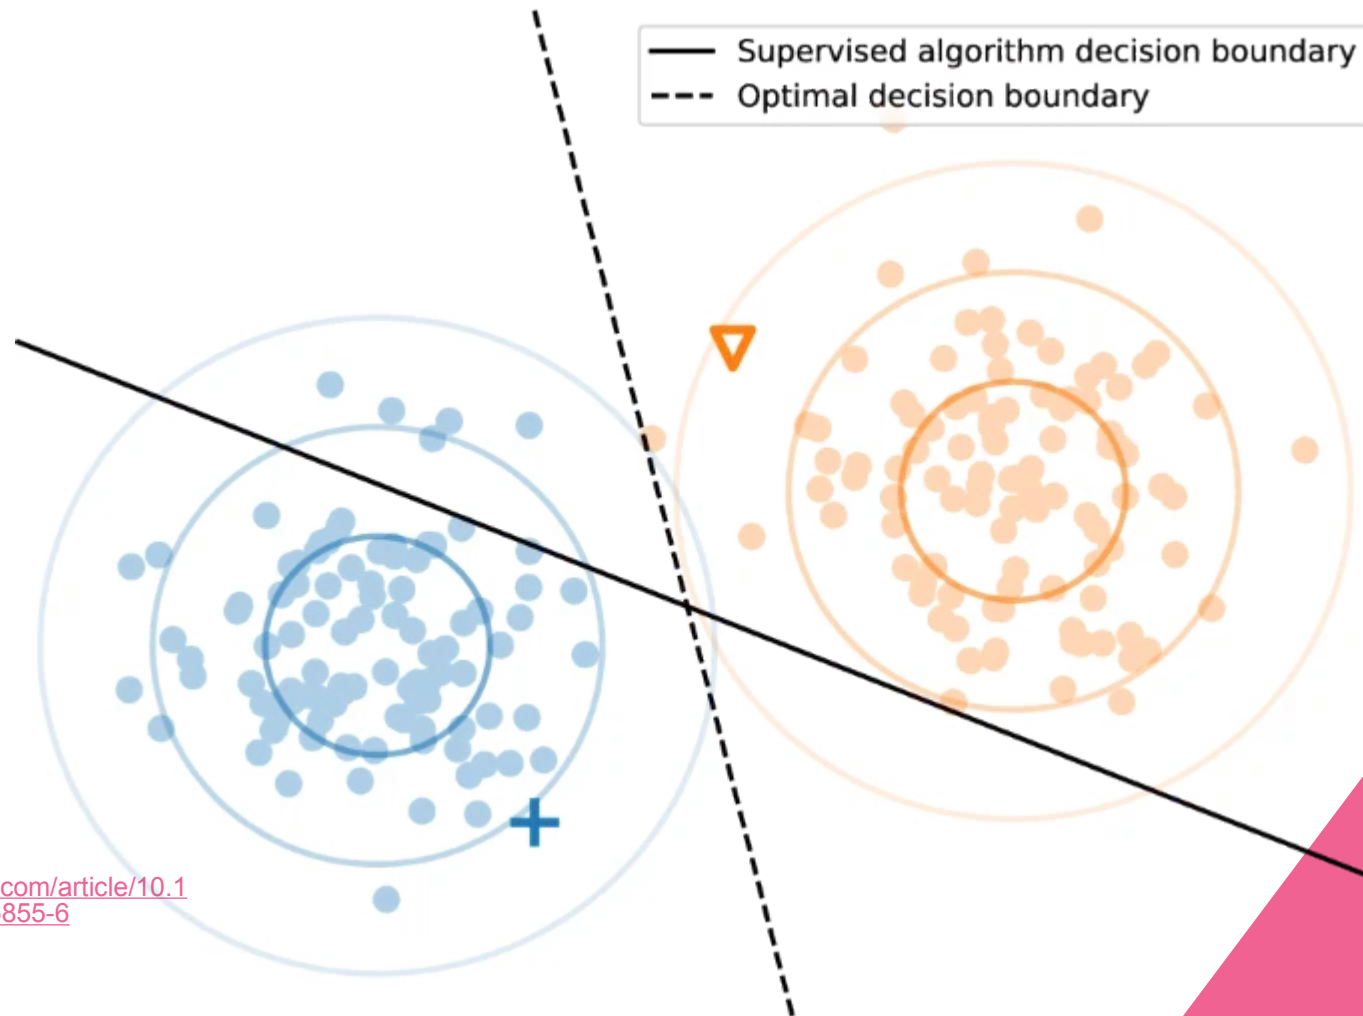 Supervised algorithm decision boundary
Optimal decision boundary
com/article/10.1
855-6